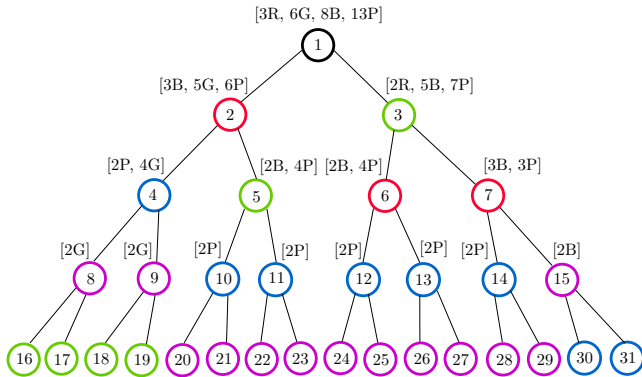 [3R, 6G, 8B, 13P]
1
[3B, 5G, 6P] [2R, 5B, 7P]
2 3
[2P, 4G] [2B, 4P] [2B, 4P] [3B, 3P]
4 5 6 7
[2G] [2G] [2P] [2P] [2P] [2P] [2P] [2B]
8 9 10 11 12 13 14 15
16 17 18 19 20 21 22 23 24 25 26 27 28 29 30 31